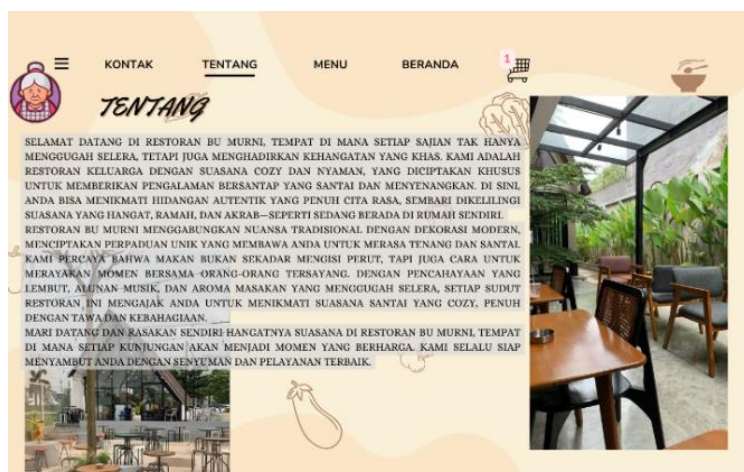 KONTAK TENTANG MENU BERANDA 1
TENTANG
SELAMAT DATANG DI RESTORAN BU MURNI, TEMPAT DI MANA SETIAP SAJIAN TAK HANYA
MENGGUGAH SELERA, TETAPI JUGA MENGHADIRKAN KEHANGATAN YANG KHAS. KAMI ADALAH
RESTORAN KELUARGA DENGAN SUASANA COZY DAN NYAMAN, YANG DICIPTAKAN KHUSUS
UNTUK MEMBERIKAN PENGALAMAN BERSANTAP YANG SANTAI DAN MENYENANGKAN. DI SINI,
ANDA BISA MENIKMATI HIDANGAN AUTENTIK YANG PENUH CITA RASA, SEMBARI DIKELILINGI
SUASANA YANG HANGAT, RAMAH, DAN AKRAB—SEPERTI SEDANG BERADA DI RUMAH SENDIRI.
RESTORAN BU MURNI MENGGABUNGKAN NUANSA TRADISIONAL DENGAN DEKORASI MODERN,
MENCIPTAKAN PERPADUAN UNIK YANG MEMBAWA ANDA UNTUK MERASA TENANG DAN SANTAI.
KAMI PERCAYA BAHWA MAKAN BUKAN SEKADAR MENGISI PERUT, TAPI JUGA CARA UNTUK
MERAYAKAN MOMEN BERSAMA ORANG-ORANG TERSAYANG. DENGAN PENCAHAYAAN YANG
LEMBUT, ALUNAN MUSIK, DAN AROMA MASAKAN YANG MENGGUGAH SELERA, SETIAP SUDUT
RESTORAN INI MENGAJAK ANDA UNTUK MENIKMATI SUASANA SANTAI YANG COZY, PENUH
DENGAN TAWA DAN KEBAHAGIAAN.
MARI DATANG DAN RASAKAN SENDIRI HANGATNYA SUASANA DI RESTORAN BU MURNI, TEMPAT
DI MANA SETIAP KUNJUNGAN AKAN MENJADI MOMEN YANG BERHARGA. KAMI SELALU SIAP
MENYAMBUT ANDA DENGAN SENYUMAN DAN PELAYANAN TERBAIK.